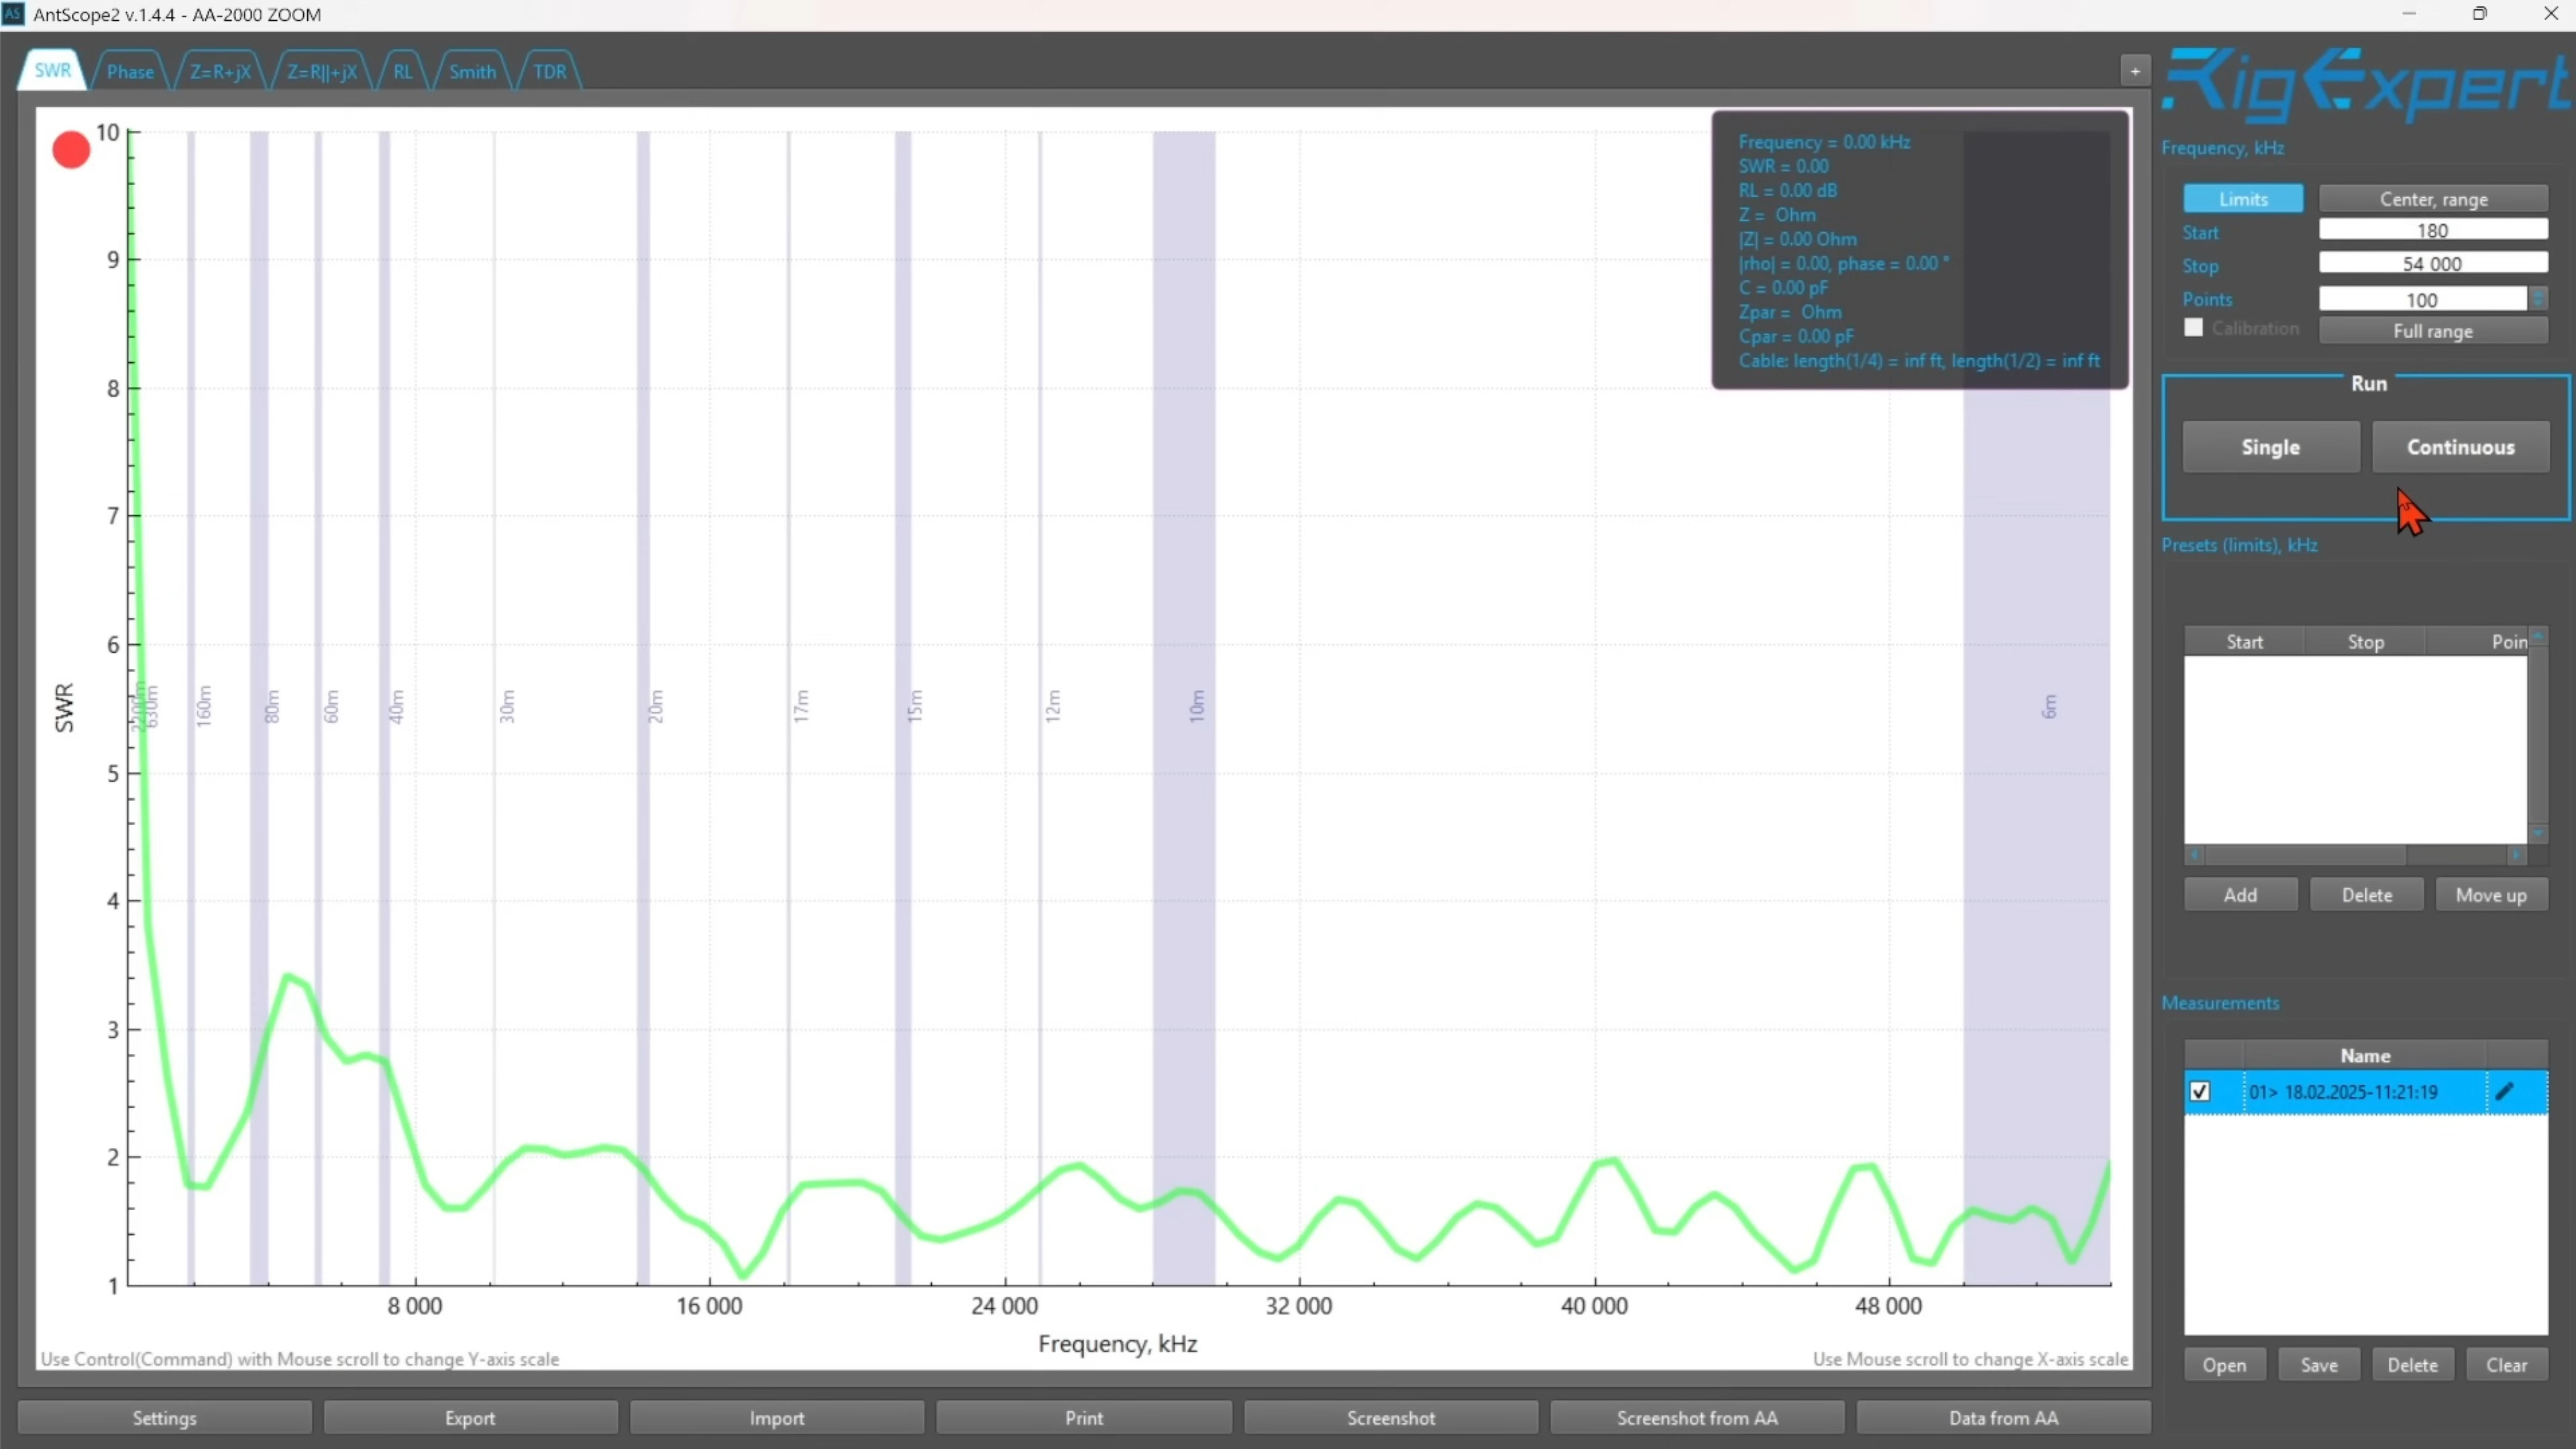 AS AntScope2 v.1.4.4 - AA-2000 ZOOM
SWR Phase Z=R+jX Z=R||+jX RL Smith TDR
+
RigExpert
Frequency, kHz
Limits Center, range
Start 180
Stop 54 000
Points 100
Calibration Full range
Run
Single Continuous
Presets (limits), kHz
Start Stop Poin
Add Delete Move up
Measurements
Name
01> 18.02.2025-11:21:19
Open Save Delete Clear
Frequency = 0.00 kHz
SWR = 0.00
RL = 0.00 dB
Z = Ohm
|Z| = 0.00 Ohm
|rho| = 0.00, phase = 0.00 °
C = 0.00 pF
Zpar = Ohm
Cpar = 0.00 pF
Cable: length(1/4) = inf ft, length(1/2) = inf ft
10
9
8
7
6
5
4
3
2
1
SWR
630m 160m 80m 60m 40m 30m 20m 17m 15m 12m 10m 6m
8 000 16 000 24 000 32 000 40 000 48 000
Frequency, kHz
Use Control(Command) with Mouse scroll to change Y-axis scale
Use Mouse scroll to change X-axis scale
Settings Export Import Print Screenshot Screenshot from AA Data from AA